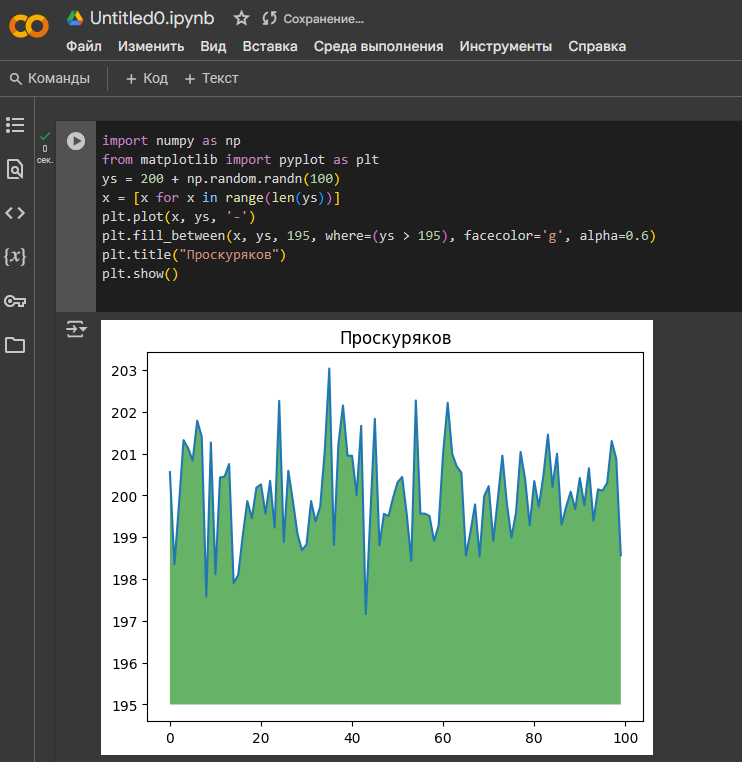 Untitled0.ipynb Сохранение...
Файл Изменить Вид Вставка Среда выполнения Инструменты Справка
Команды + Код + Текст
0
сек.
import numpy as np
from matplotlib import pyplot as plt
ys = 200 + np.random.randn(100)
x = [x for x in range(len(ys))]
plt.plot(x, ys, '-')
plt.fill_between(x, ys, 195, where=(ys > 195), facecolor='g', alpha=0.6)
plt.title("Проскуряков")
plt.show()
{x}
Проскуряков
203
202
201
200
199
198
197
196
195
0 20 40 60 80 100